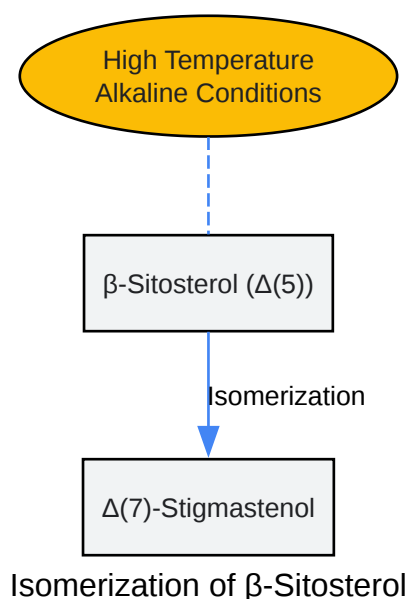 High Temperature
Alkaline Conditions
β-Sitosterol (Δ(5))
Isomerization
Δ(7)-Stigmastenol
Isomerization of β-Sitosterol